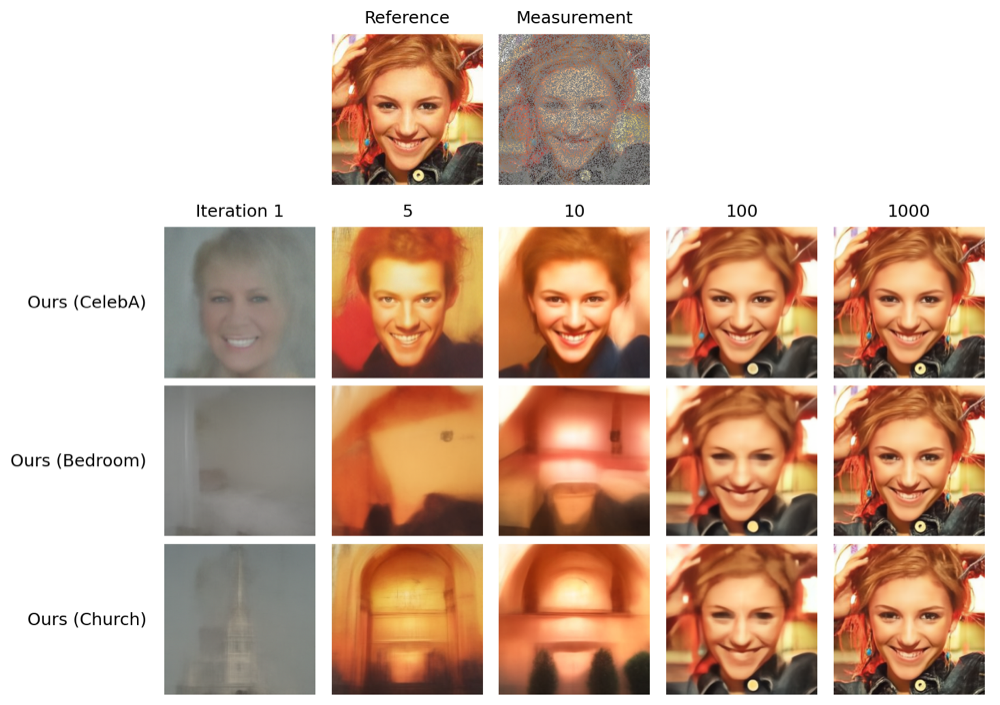 Reference Measurement
Iteration 1 5 10 100 1000
Ours (CelebA)
Ours (Bedroom)
Ours (Church)